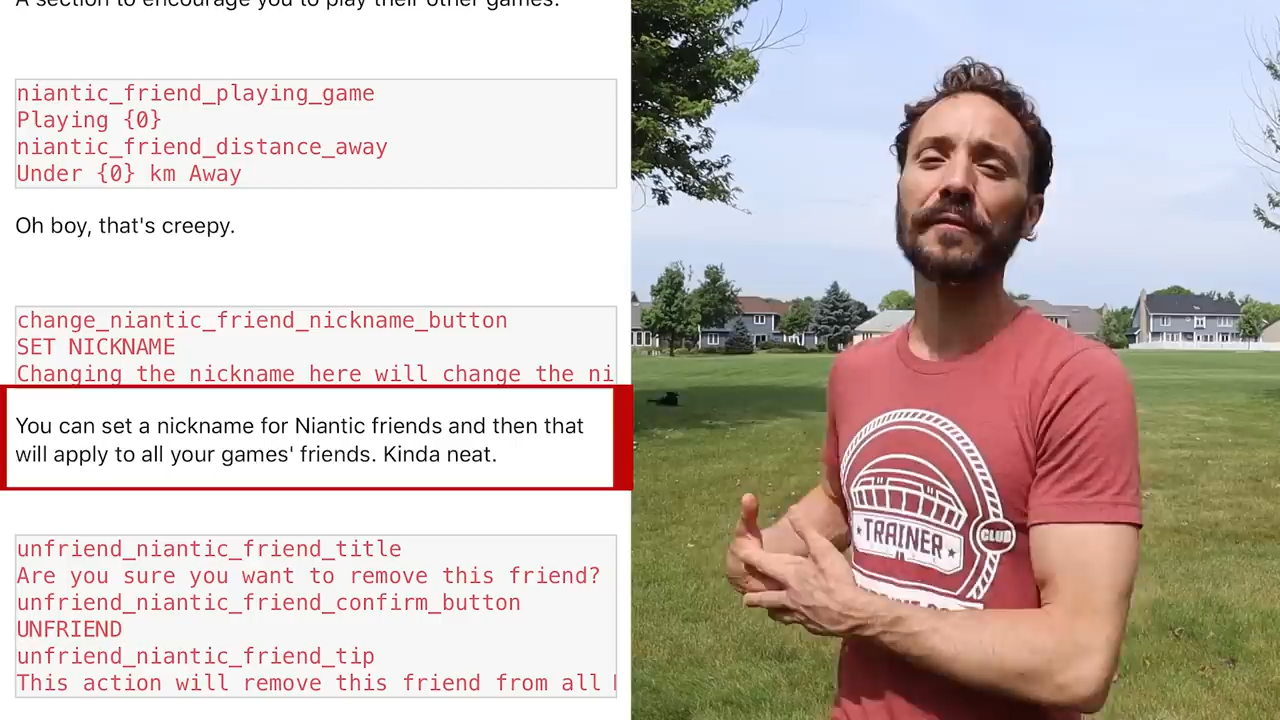 A section to encourage you to play their other games.
niantic_friend_playing_game
Playing {0}
niantic_friend_distance_away
Under {0} km Away
Oh boy, that's creepy.
change_niantic_friend_nickname_button
SET NICKNAME
Changing the nickname here will change the ni
You can set a nickname for Niantic friends and then that
will apply to all your games' friends. Kinda neat.
unfriend_niantic_friend_title
Are you sure you want to remove this friend?
unfriend_niantic_friend_confirm_button
UNFRIEND
unfriend_niantic_friend_tip
This action will remove this friend from all
TRAINER
CLUB